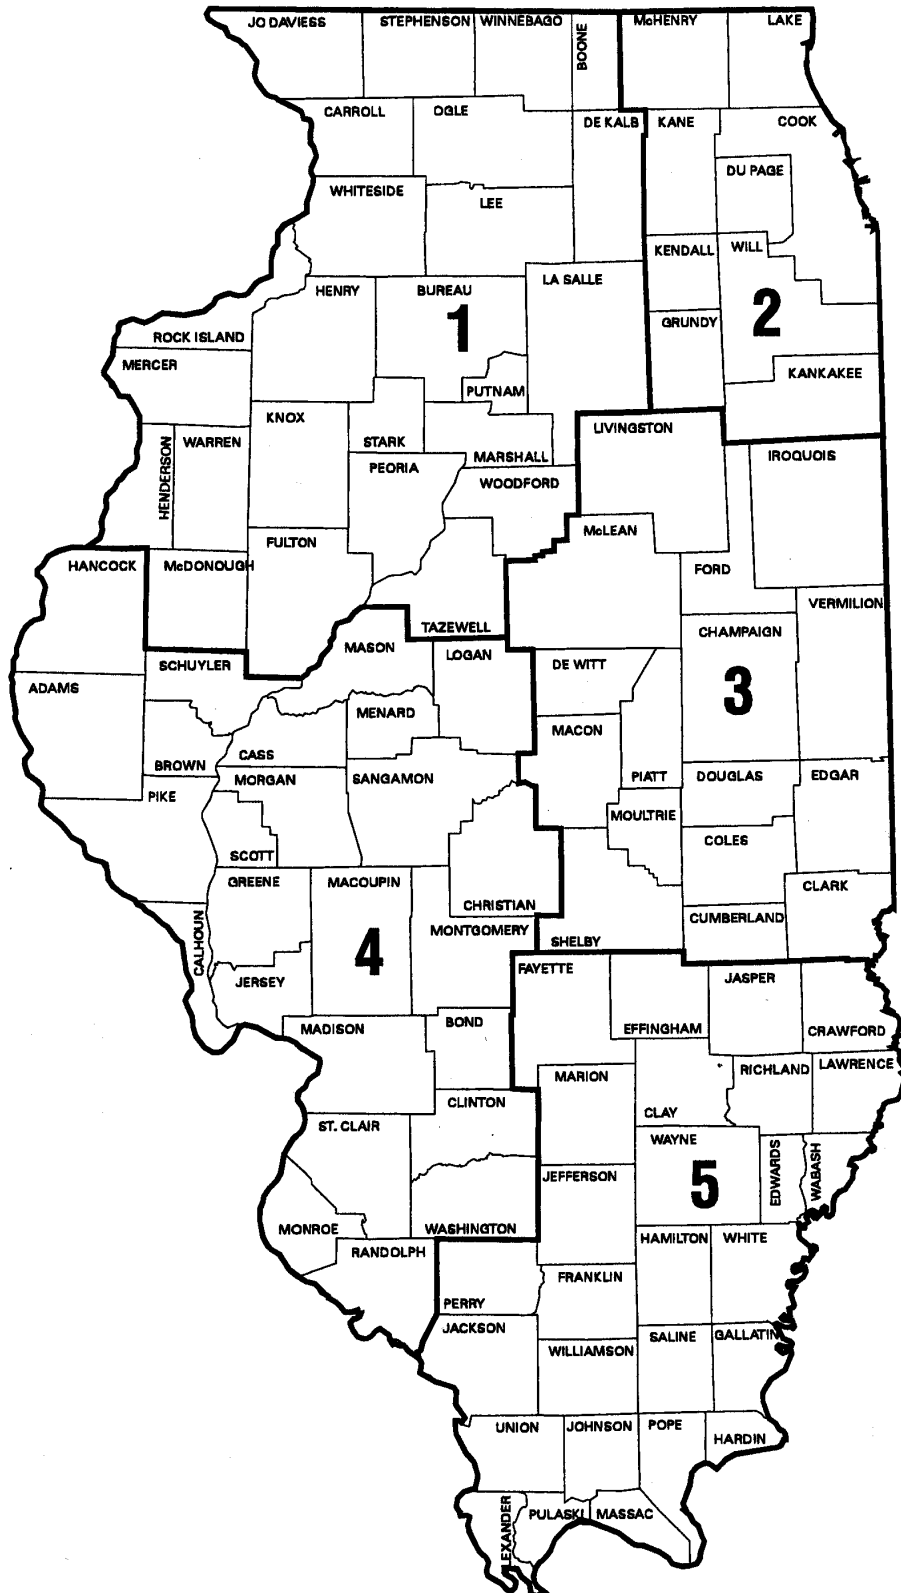 JO DAVIESS
STEPHENSON
WINNEBAGO
BOONE
McHENRY
LAKE
CARROLL
OGLE
DE KALB
KANE
COOK
DU PAGE
WHITESIDE
LEE
KENDALL
WILL
LA SALLE
HENRY
BUREAU
1
2
GRUNDY
ROCK ISLAND
MERCER
KANKAKEE
PUTNAM
KNOX
LIVINGSTON
HENDERSON
WARREN
STARK
MARSHALL
IROQUOIS
PEORIA
WOODFORD
McLEAN
FULTON
HANCOCK
McDONOUGH
FORD
VERMILION
TAZEWELL
CHAMPAIGN
MASON
LOGAN
SCHUYLER
DE WITT
ADAMS
3
MENARD
MACON
CASS
BROWN
MORGAN
SANGAMON
PIATT
DOUGLAS
EDGAR
PIKE
MOULTRIE
COLES
SCOTT
GREENE
MACOUPIN
CLARK
CHRISTIAN
CUMBERLAND
CALHOUN
MONTGOMERY
SHELBY
4
FAYETTE
JERSEY
JASPER
MADISON
BOND
EFFINGHAM
CRAWFORD
RICHLAND
LAWRENCE
MARION
CLINTON
CLAY
ST. CLAIR
WAYNE
EDWARDS
WABASH
JEFFERSON
5
MONROE
WASHINGTON
HAMILTON
WHITE
RANDOLPH
FRANKLIN
PERRY
JACKSON
SALINE
GALLATIN
WILLIAMSON
UNION
JOHNSON
POPE
HARDIN
LEXANDER
PULASKI
MASSAC